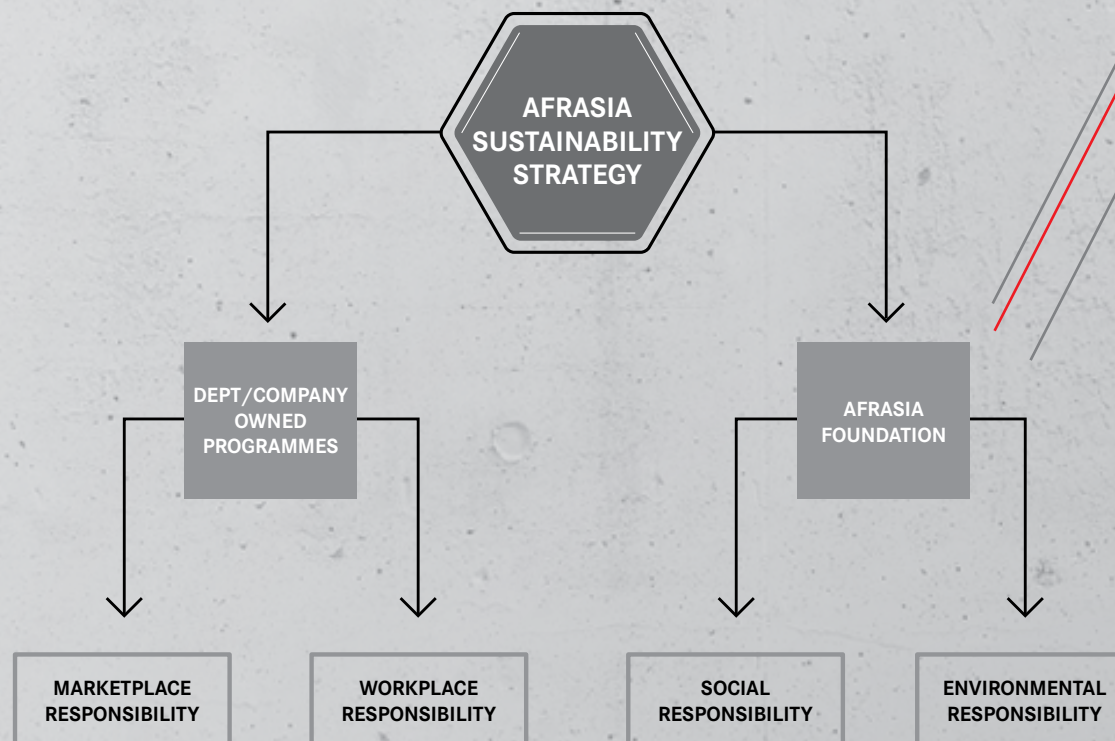 AFRASIA
SUSTAINABILITY
STRATEGY
DEPT/COMPANY
OWNED
PROGRAMMES
AFRASIA
FOUNDATION
MARKETPLACE
RESPONSIBILITY
WORKPLACE
RESPONSIBILITY
SOCIAL
RESPONSIBILITY
ENVIRONMENTAL
RESPONSIBILITY